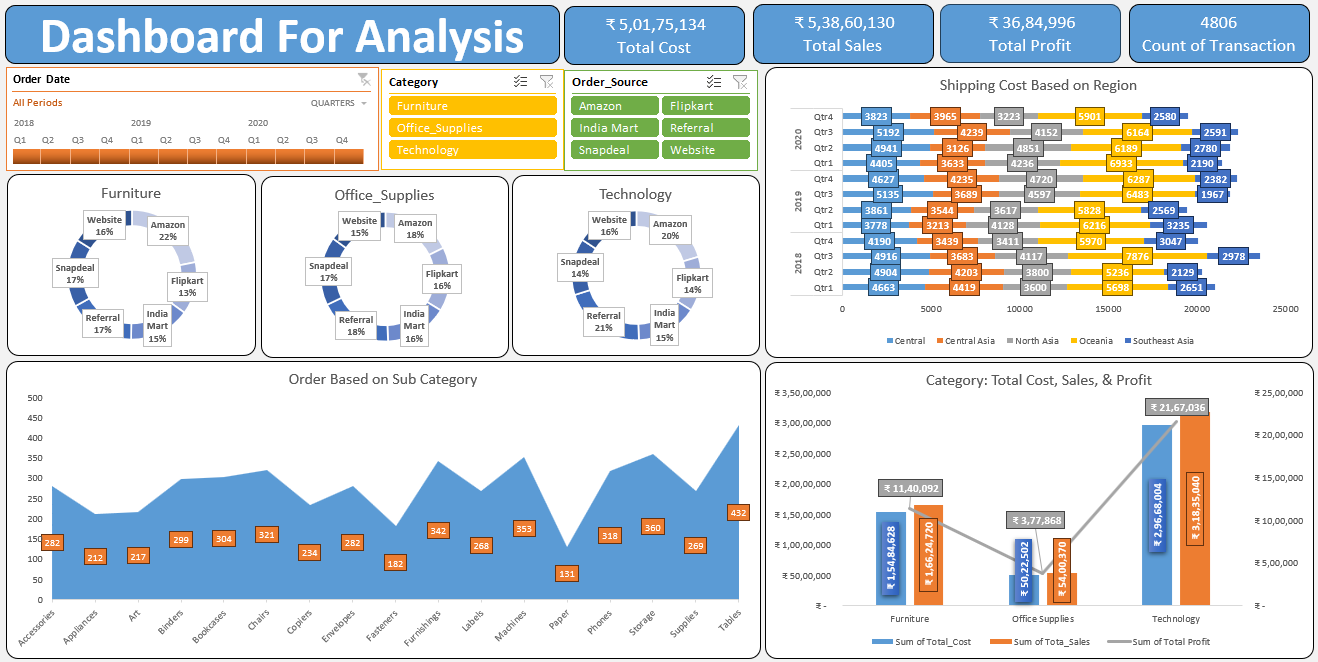 Dashboard For Analysis
₹ 5,01,75,134
Total Cost
₹ 5,38,60,130
Total Sales
₹ 36,84,996
Total Profit
4806
Count of Transaction
Order Date
All Periods
QUARTERS
2018 2019 2020
Q1 Q2 Q3 Q4 Q1 Q2 Q3 Q4 Q1 Q2 Q3 Q4
Category
Furniture
Office_Supplies
Technology
Order_Source
Amazon Flipkart
India Mart Referral
Snapdeal Website
Shipping Cost Based on Region
2020
Qtr4 3823 3965 3223 5901 2580
Qtr3 5192 4239 4152 6164 2591
Qtr2 4941 3126 4851 6189 2780
Qtr1 4405 3633 4236 6933 2190
2019
Qtr4 4627 4235 4720 6287 2382
Qtr3 5135 3689 4597 6483 1967
Qtr2 3861 3544 3617 5828 2569
Qtr1 3778 3213 4128 6216 3235
2018
Qtr4 4190 3439 3411 5970 3047
Qtr3 4916 3683 4117 7876 2978
Qtr2 4904 4203 3800 5236 2129
Qtr1 4663 4419 3600 5698 2651
0 5000 10000 15000 20000 25000
Central Central Asia North Asia Oceania Southeast Asia
Furniture
Website
16%
Amazon
22%
Snapdeal
17%
Flipkart
13%
Referral
17%
India
Mart
15%
Office_Supplies
Website
15%
Amazon
18%
Snapdeal
17%
Flipkart
16%
Referral
18%
India
Mart
16%
Technology
Website
16%
Amazon
20%
Snapdeal
14%
Flipkart
14%
Referral
21%
India
Mart
15%
Order Based on Sub Category
500
450
400
350
300
250
200
150
100
50
0
282 212 217 299 304 321 234 282 182 342 268 353 131 318 360 269 432
Accessories Appliances Art Binders Bookcases Chairs Copiers Envelopes Fasteners Furnishings Labels Machines Paper Phones Storage Supplies Tables
Category: Total Cost, Sales, & Profit
₹ 3,50,00,000
₹ 3,00,00,000
₹ 2,50,00,000
₹ 2,00,00,000
₹ 1,50,00,000
₹ 1,00,00,000
₹ 50,00,000
₹ -
₹ 11,40,092
₹ 3,77,868
₹ 21,67,036
₹ 1,54,84,628
₹ 1,66,24,720
₹ 50,22,502
₹ 54,00,370
₹ 2,96,68,004
₹ 3,18,35,040
₹ 25,00,000
₹ 20,00,000
₹ 15,00,000
₹ 10,00,000
₹ 5,00,000
₹ -
Furniture Office Supplies Technology
Sum of Total_Cost Sum of Tota_Sales Sum of Total Profit